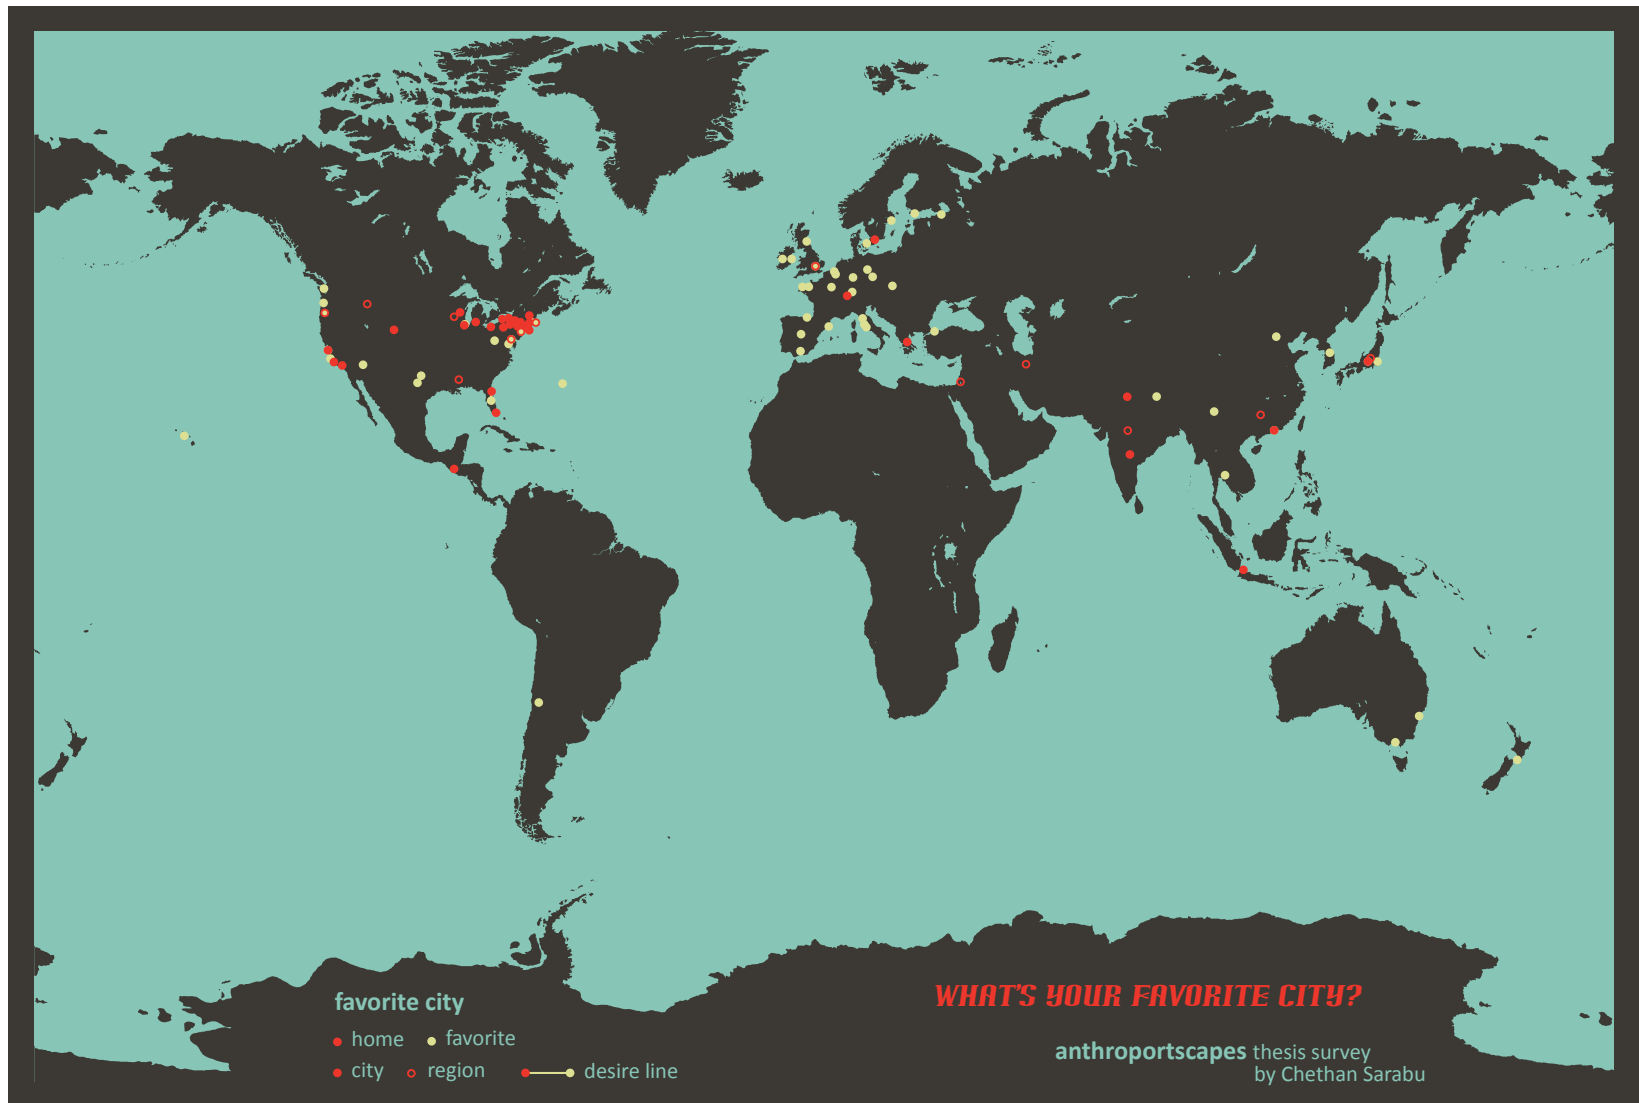 WHAT'S YOUR FAVORITE CITY?
favorite city
home favorite
city region desire line
anthroportscapes thesis survey
by Chethan Sarabu